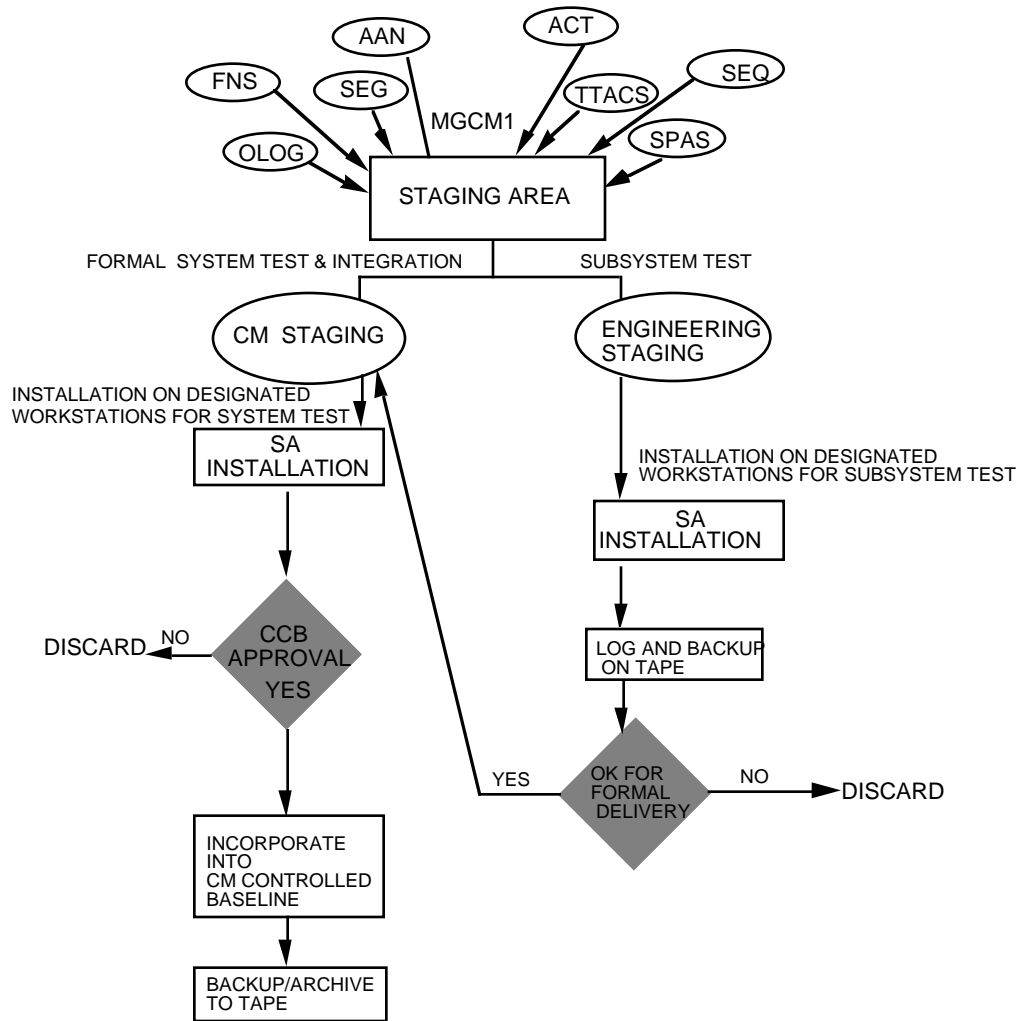 AAN
ACT
FNS
SEG
TTACS
SEQ
MGCM1
OLOG
SPAS
STAGING AREA
FORMAL SYSTEM TEST & INTEGRATION
SUBSYSTEM TEST
CM STAGING
ENGINEERING
STAGING
INSTALLATION ON DESIGNATED
WORKSTATIONS FOR SYSTEM TEST
SA
INSTALLATION
INSTALLATION ON DESIGNATED
WORKSTATIONS FOR SUBSYSTEM TEST
SA
INSTALLATION
DISCARD
NO
CCB
APPROVAL
YES
LOG AND BACKUP
ON TAPE
YES
OK FOR
FORMAL
DELIVERY
NO
DISCARD
INCORPORATE
INTO
CM CONTROLLED
BASELINE
BACKUP/ARCHIVE
TO TAPE